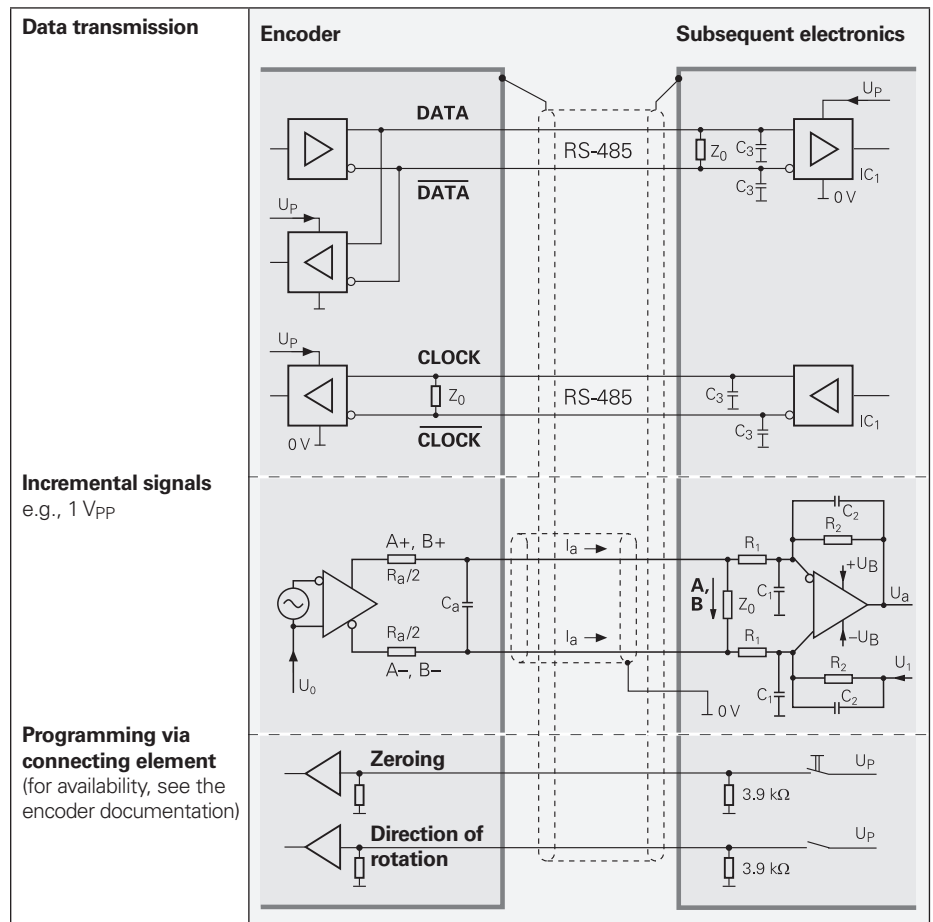 Data transmission
Encoder
Subsequent electronics
DATA
RS-485
Z0
C3
C3
UP
IC1
0 V
DATA
UP
UP
CLOCK
Z0
RS-485
C3
C3
IC1
CLOCK
0 V
Incremental signals
e.g., 1 VPP
A+, B+
Ra/2
Ca
Ra/2
A–, B–
U0
Ia
Ia
0 V
A,
B
Z0
R1
R1
C1
C1
C2
R2
+UB
–UB
Ua
R2
C2
U1
Programming via
connecting element
(for availability, see the
encoder documentation)
Zeroing
UP
3.9 kΩ
Direction of
rotation
UP
3.9 kΩ